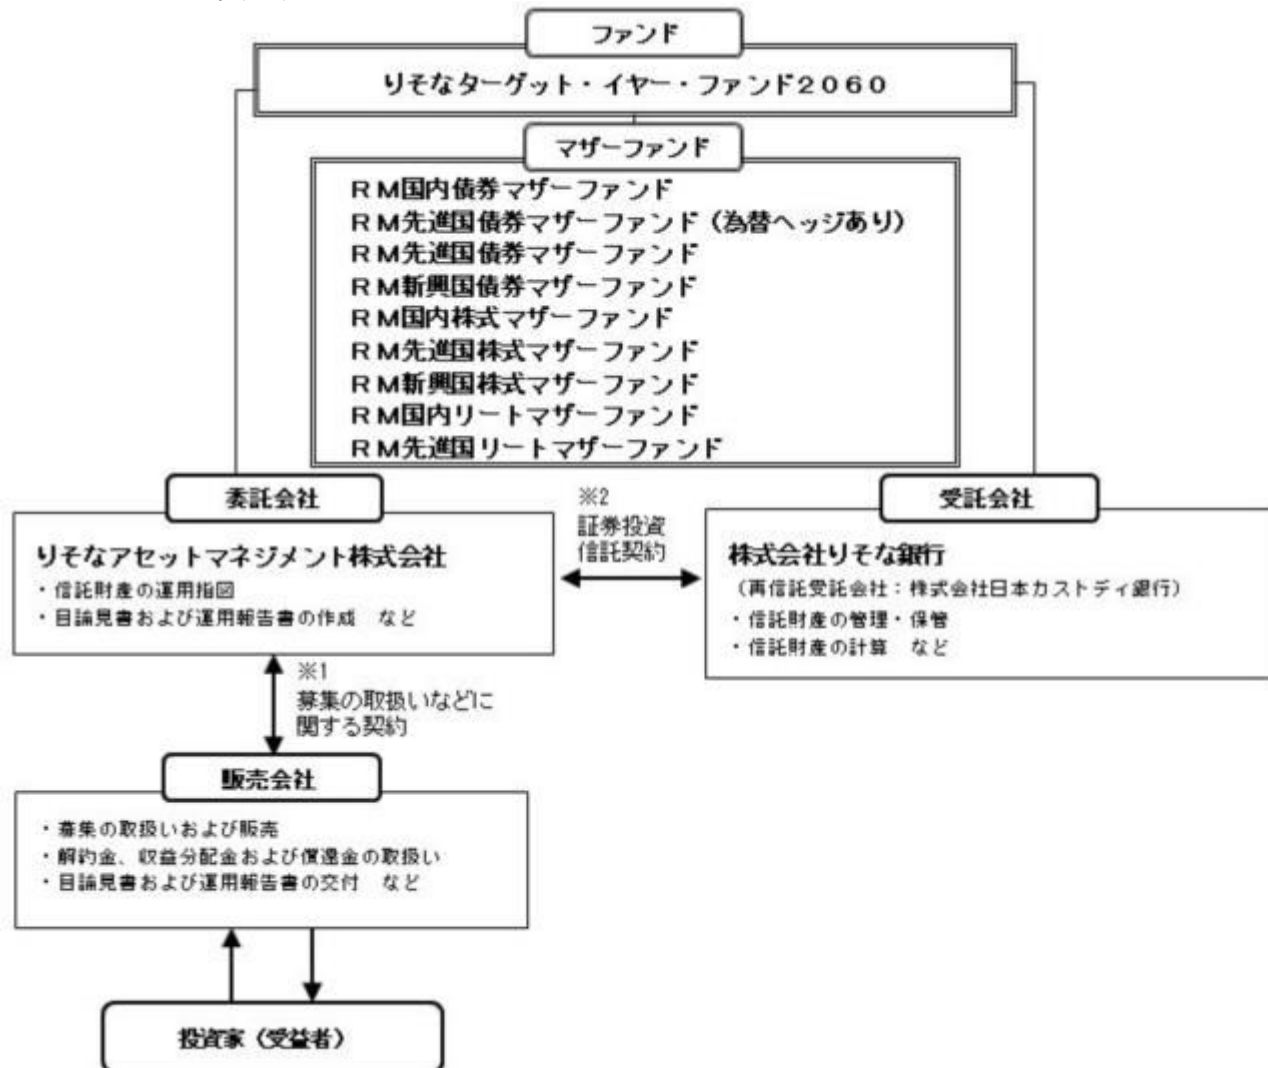 ファンド
りそなターゲット・イヤー・ファンド2060
マザーファンド
RM国内債券マザーファンド
RM先進国債券マザーファンド(為替ヘッジあり)
RM先進国債券マザーファンド
RM新興国債券マザーファンド
RM国内株式マザーファンド
RM先進国株式マザーファンド
RM新興国株式マザーファンド
RM国内リートマザーファンド
RM先進国リートマザーファンド
委託会社
りそなアセットマネジメント株式会社
・信託財産の運用指図
・目論見書および運用報告書の作成 など
※2
証券投資
信託契約
受託会社
株式会社りそな銀行
(再信託受託会社:株式会社日本カストディ銀行)
・信託財産の管理・保管
・信託財産の計算 など
※1
募集の取扱いなどに
関する契約
販売会社
・募集の取扱いおよび販売
・解約金、収益分配金および償還金の取扱い
・目論見書および運用報告書の交付 など
投資家(受益者)